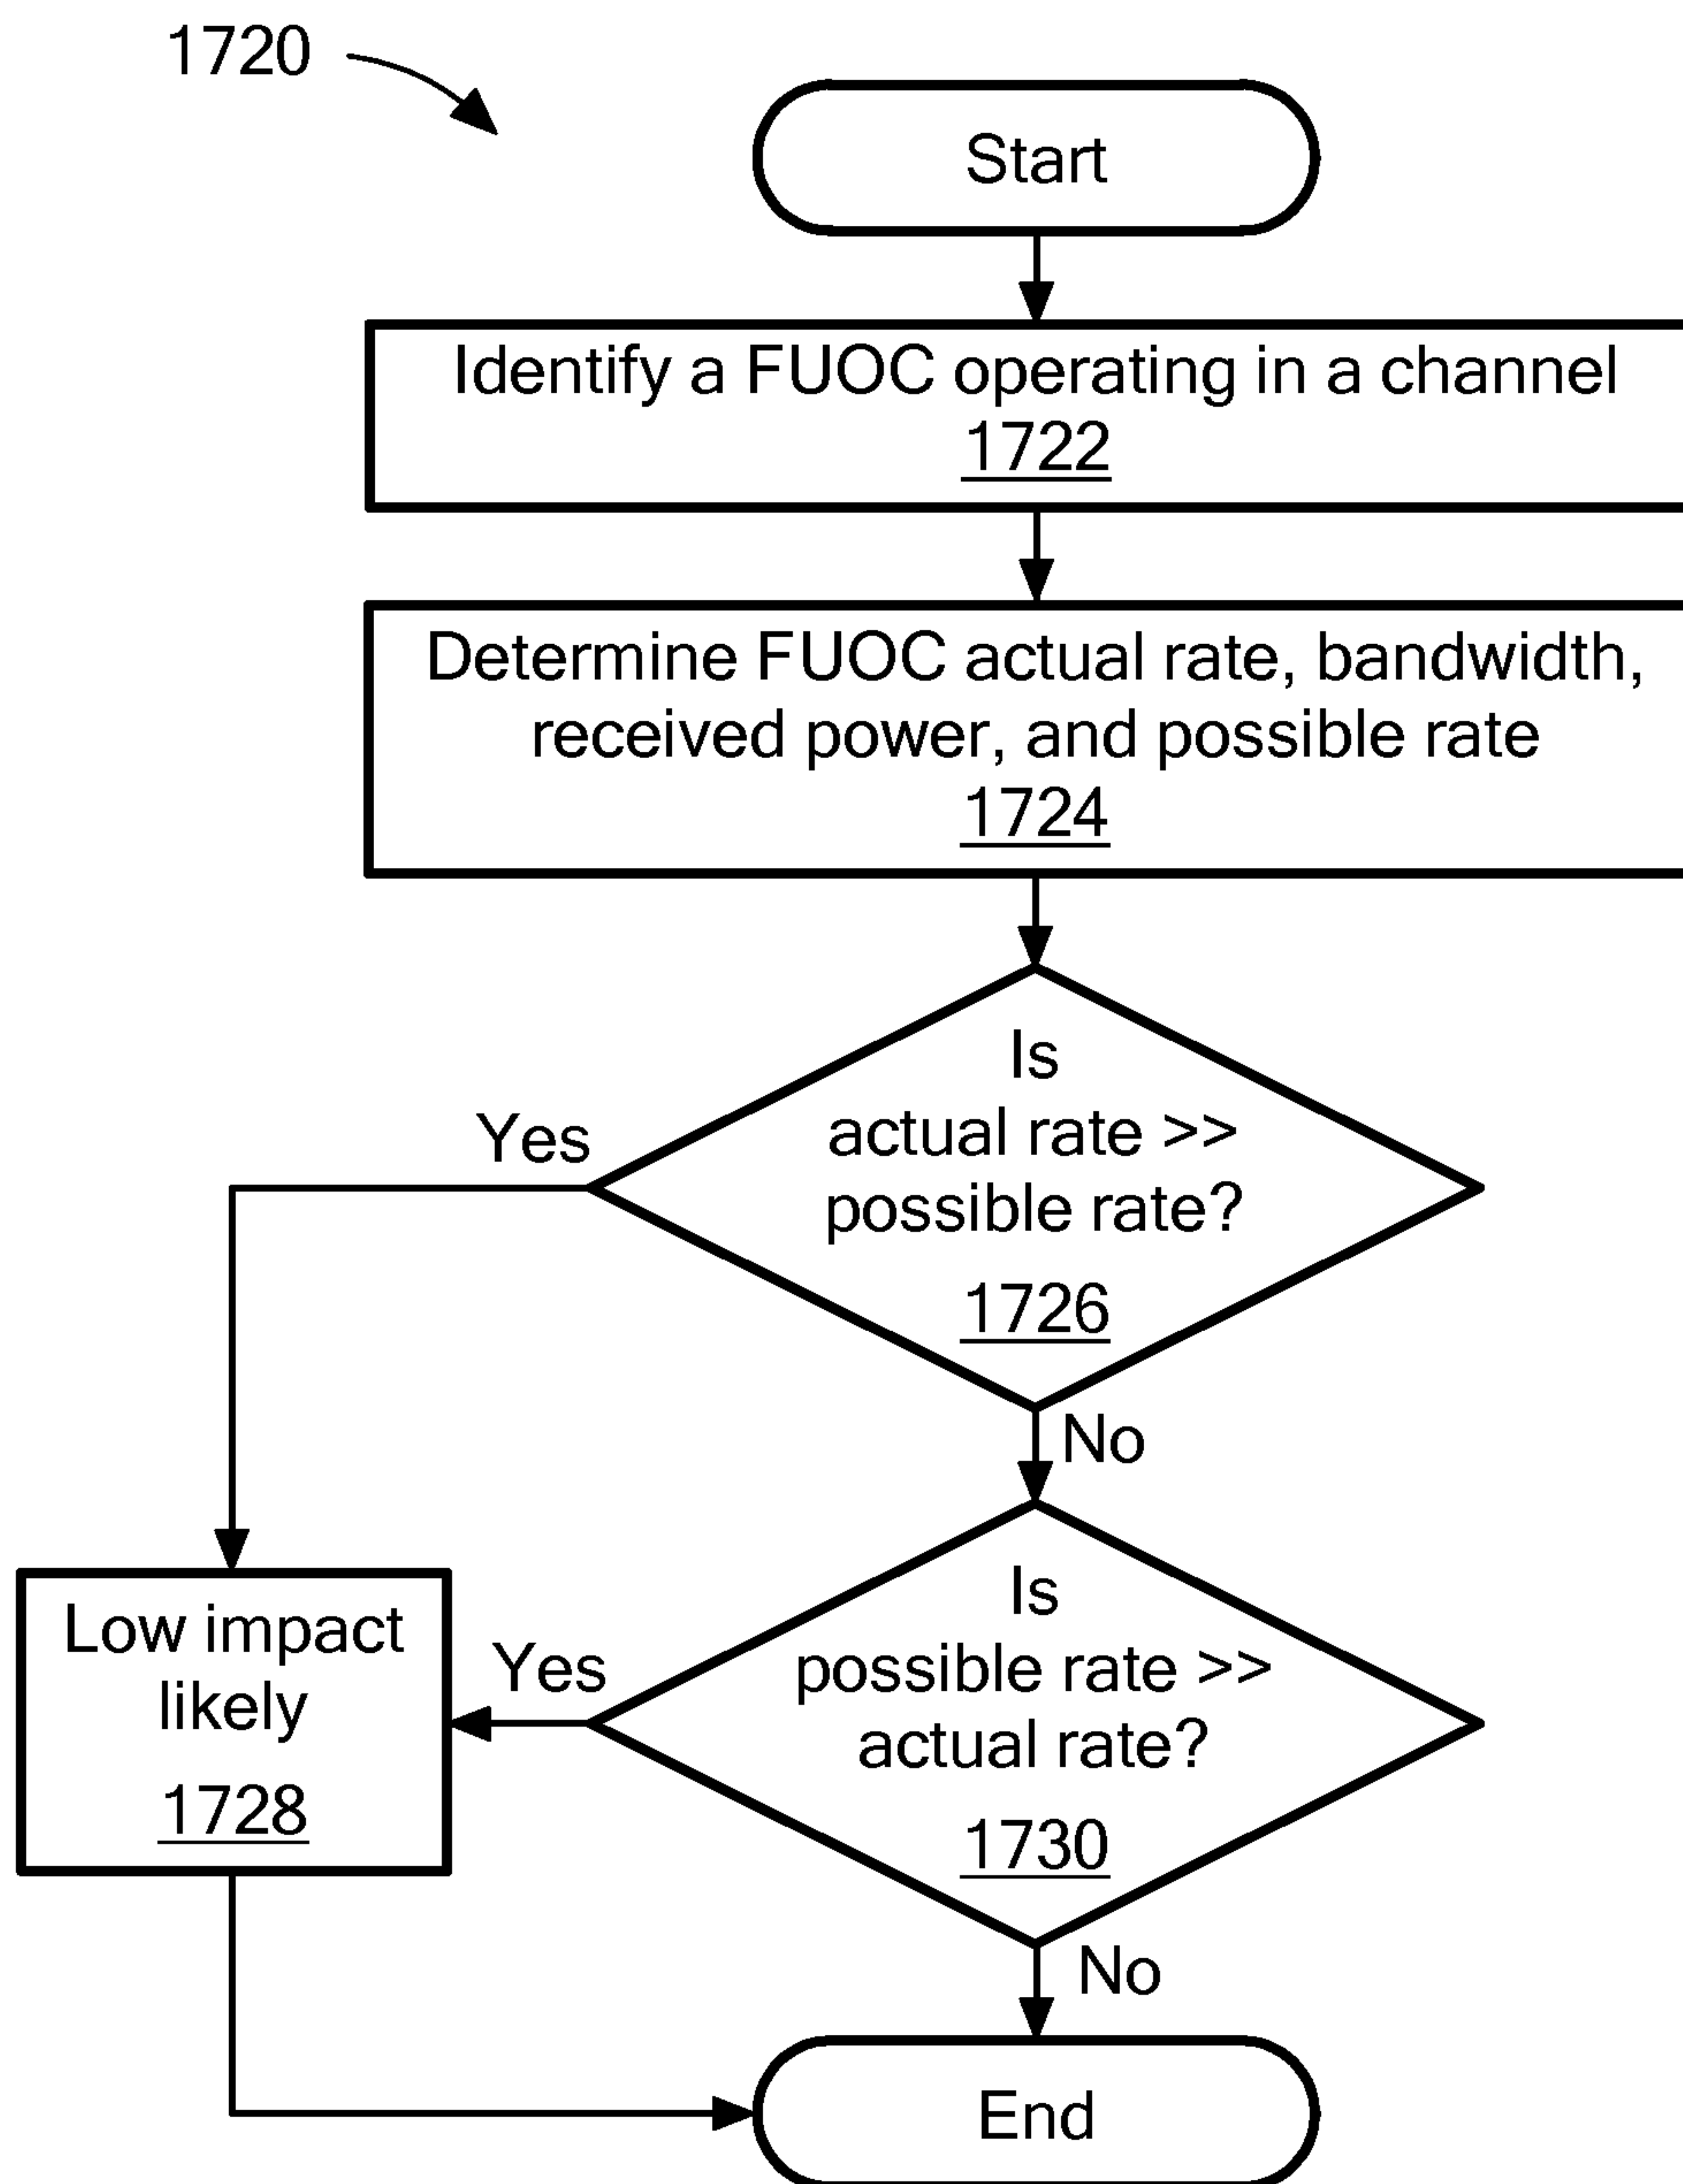 1720
Start
Identify a FUOC operating in a channel
1722
Determine FUOC actual rate, bandwidth,
received power, and possible rate
1724
Is
actual rate >>
possible rate?
1726
Yes
No
Is
possible rate >>
actual rate?
1730
Yes
Low impact
likely
1728
No
End